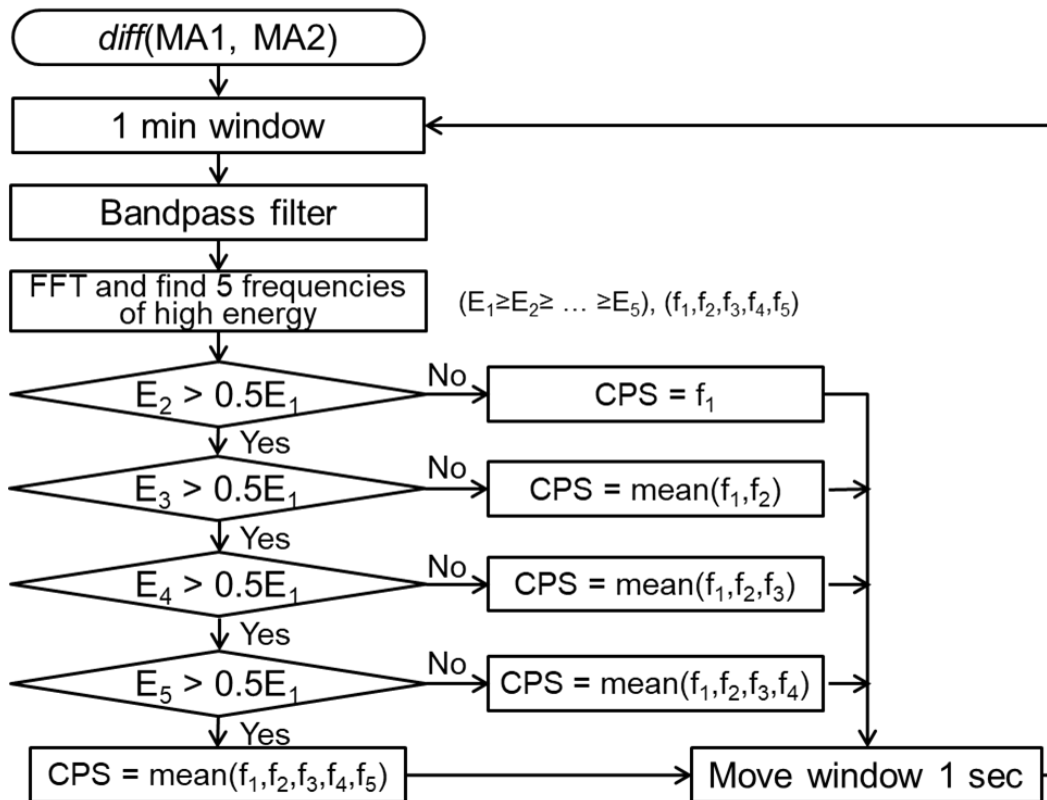 diff(MA1, MA2)
1 min window
Bandpass filter
FFT and find 5 frequencies
of high energy
(E₁≥E₂≥ … ≥E₅), (f₁,f₂,f₃,f₄,f₅)
E₂ > 0.5E₁
No
CPS = f₁
Yes
E₃ > 0.5E₁
No
CPS = mean(f₁,f₂)
Yes
E₄ > 0.5E₁
No
CPS = mean(f₁,f₂,f₃)
Yes
E₅ > 0.5E₁
No
CPS = mean(f₁,f₂,f₃,f₄)
Yes
CPS = mean(f₁,f₂,f₃,f₄,f₅)
Move window 1 sec